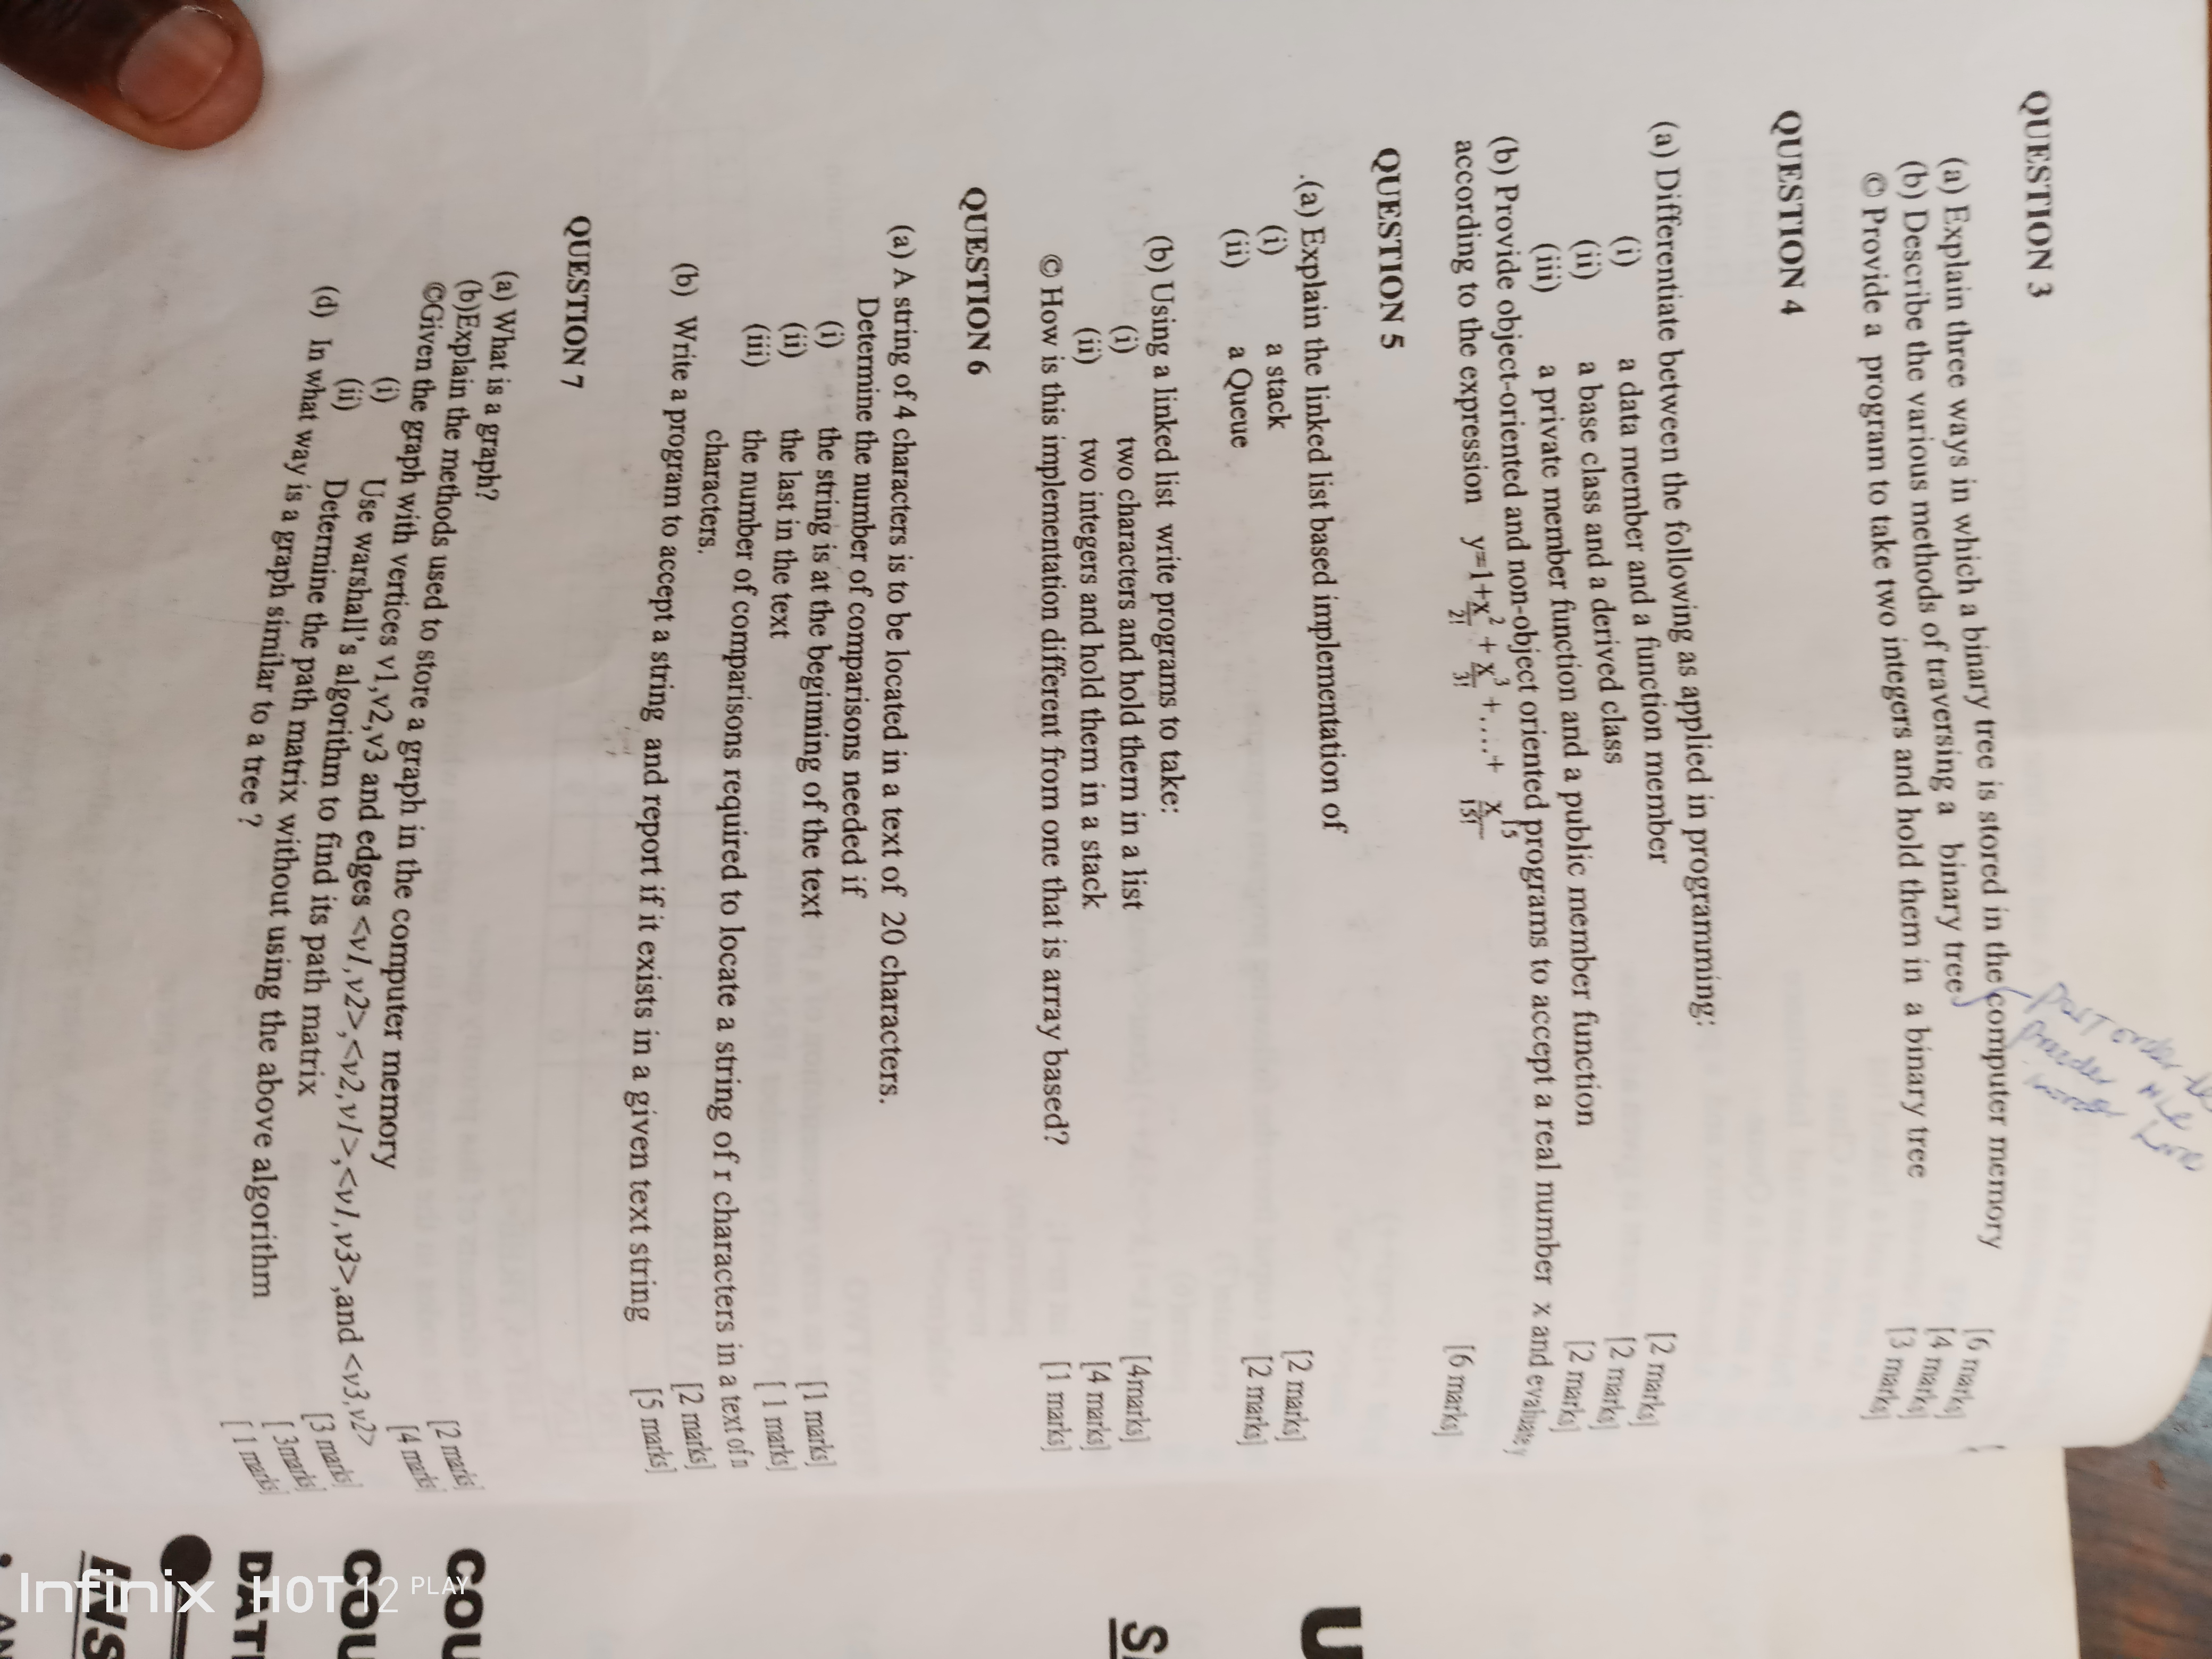 QUESTION 3
(a) Explain three ways in which a binary tree is stored in the computer memory [6 marks]
(b) Describe the various methods of traversing a binary tree [4 marks]
© Provide a program to take two integers and hold them in a binary tree [3 marks]
post order
QUESTION 4
(a) Differentiate between the following as applied in programming:
(i) a data member and a function member [2 marks]
(ii) a base class and a derived class [2 marks]
(iii) a private member function and a public member function [2 marks]
(b) Provide object-oriented and non-object oriented programs to accept a real number x and evaluate y
according to the expression y=1+x²/2! + x³/3! +....+ x¹⁵/15! [6 marks]
QUESTION 5
.(a) Explain the linked list based implementation of
(i) a stack [2 marks]
(ii) a Queue [2 marks]
(b) Using a linked list write programs to take:
(i) two characters and hold them in a list [4marks]
(ii) two integers and hold them in a stack [4 marks]
© How is this implementation different from one that is array based? [1 marks]
QUESTION 6
(a) A string of 4 characters is to be located in a text of 20 characters.
Determine the number of comparisons needed if
(i) the string is at the beginning of the text [1 marks]
(ii) the last in the text [ 1 marks]
(iii) the number of comparisons required to locate a string of r characters in a text of n
characters. [2 marks]
(b) Write a program to accept a string and report if it exists in a given text string [5 marks]
QUESTION 7
(a) What is a graph? [2 marks]
(b)Explain the methods used to store a graph in the computer memory [4 marks]
©Given the graph with vertices v1,v2,v3 and edges <v1,v2>,<v2,v1>,<v1,v3>,and <v3,v2>
(i) Use warshall's algorithm to find its path matrix [3 marks]
(ii) Determine the path matrix without using the above algorithm [ 3marks]
(d) In what way is a graph similar to a tree ? [ 1 marks]
U
S
COU
COU
DATE
INS
AN
Infinix HOT 12 PLAY